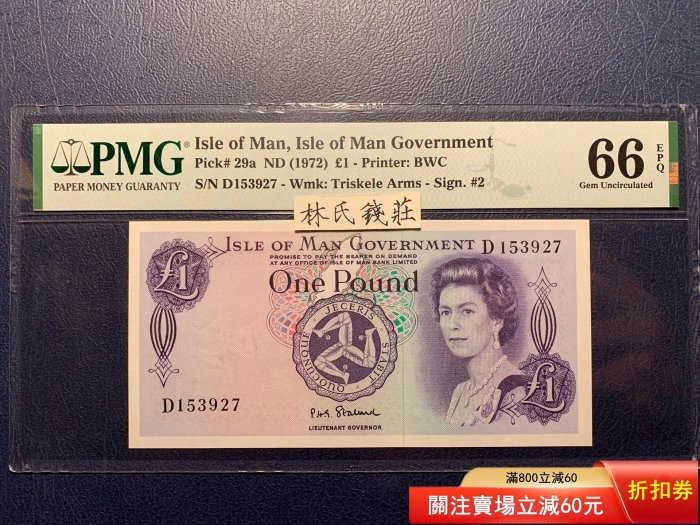 PMG®
PAPER MONEY GUARANTY
Isle of Man, Isle of Man Government
Pick# 29a ND (1972) £1 - Printer: BWC
S/N D153927 - Wmk: Triskele Arms - Sign. #2
66 EPQ
Gem Uncirculated
林氏錢莊
£1
ISLE OF MAN GOVERNMENT D 153927
PROMISE TO PAY THE BEARER ON DEMAND
AT ANY OFFICE OF ISLE OF MAN BANK LIMITED
One Pound
QUOCUNQUE JECERIS STABIT
D153927
LIEUTENANT GOVERNOR
£1
滿800立減60
關注賣場立減60元
折扣券